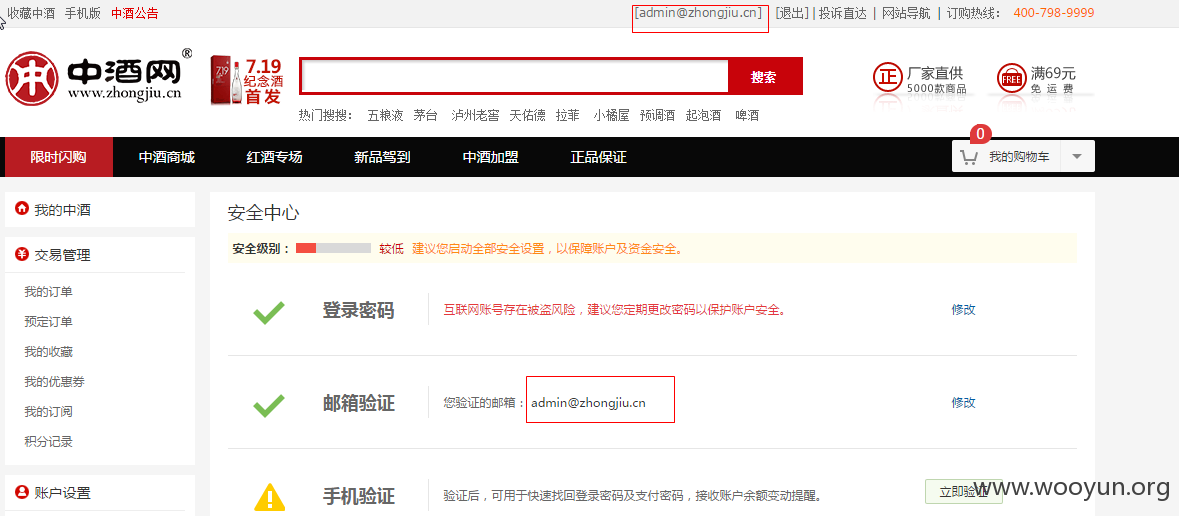 收藏中酒 手机版 中酒公告 [admin@zhongjiu.cn] [退出] | 投诉直达 | 网站导航 | 订购热线： 400-798-9999
中酒网®
www.zhongjiu.cn
7.19
纪念酒
首发
搜索
热门搜搜： 五粮液 茅台 泸州老窖 天佑德 拉菲 小橘屋 预调酒 起泡酒 啤酒
正 厂家直供
5000款商品
FREE 满69元
免 运 费
限时闪购 中酒商城 红酒专场 新品驾到 中酒加盟 正品保证
0
我的购物车
我的中酒
交易管理
我的订单
预定订单
我的收藏
我的优惠劵
我的订阅
积分记录
账户设置
安全中心
安全级别： 较低 建议您启动全部安全设置，以保障账户及资金安全。
登录密码 互联网账号存在被盗风险，建议您定期更改密码以保护账户安全。 修改
邮箱验证 您验证的邮箱： admin@zhongjiu.cn 修改
手机验证 验证后，可用于快速找回登录密码及支付密码，接收账户余额变动提醒。 立即验证
www.wooyun.org